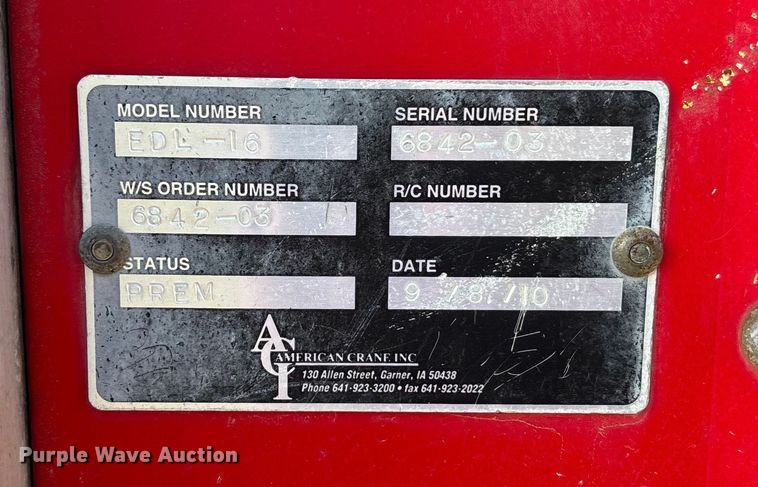 MODEL NUMBER
EDL-16
SERIAL NUMBER
6842-03
W/S ORDER NUMBER
6842-03
R/C NUMBER
STATUS
PREM
DATE
9/8/10
ACI
AMERICAN CRANE INC
130 Allen Street, Garner, IA 50438
Phone 641-923-3200 • fax 641-923-2022
Purple Wave Auction